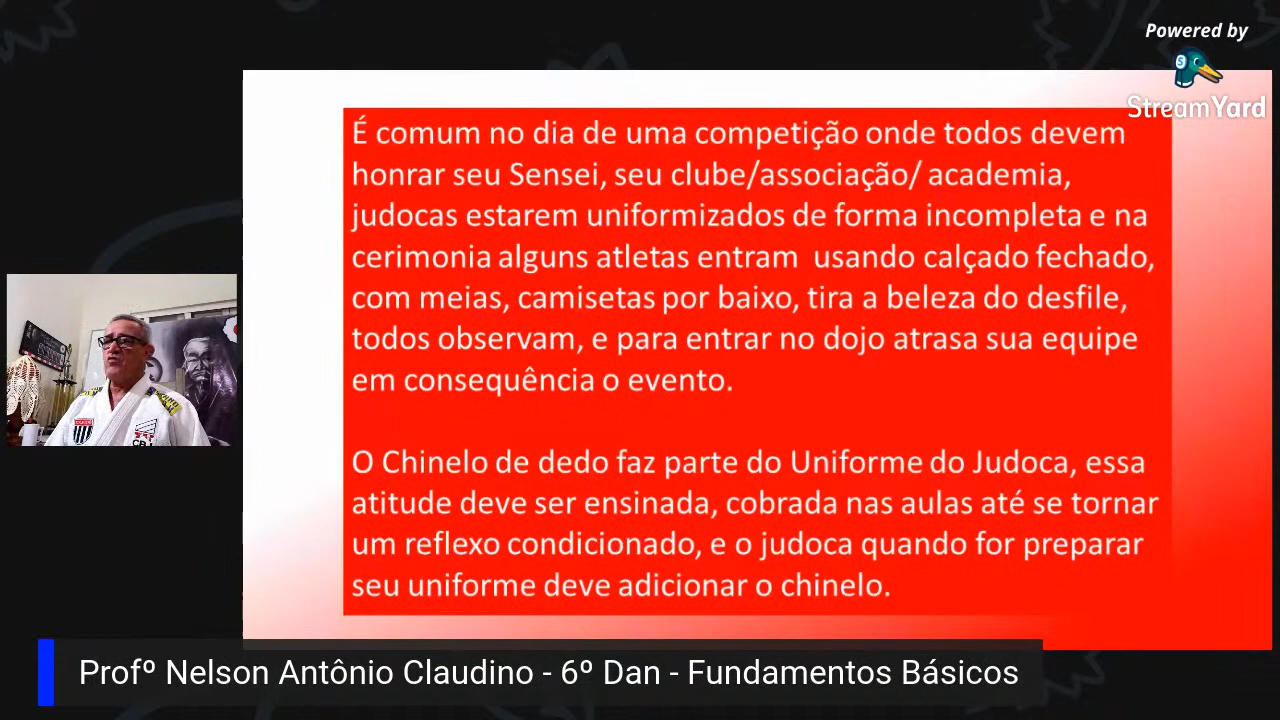 Powered by
StreamYard
É comum no dia de uma competição onde todos devem
honrar seu Sensei, seu clube/associação/ academia,
judocas estarem uniformizados de forma incompleta e na
cerimonia alguns atletas entram  usando calçado fechado,
com meias, camisetas por baixo, tira a beleza do desfile,
todos observam, e para entrar no dojo atrasa sua equipe
em consequência o evento.
O Chinelo de dedo faz parte do Uniforme do Judoca, essa
atitude deve ser ensinada, cobrada nas aulas até se tornar
um reflexo condicionado, e o judoca quando for preparar
seu uniforme deve adicionar o chinelo.
Profº Nelson Antônio Claudino - 6º Dan - Fundamentos Básicos